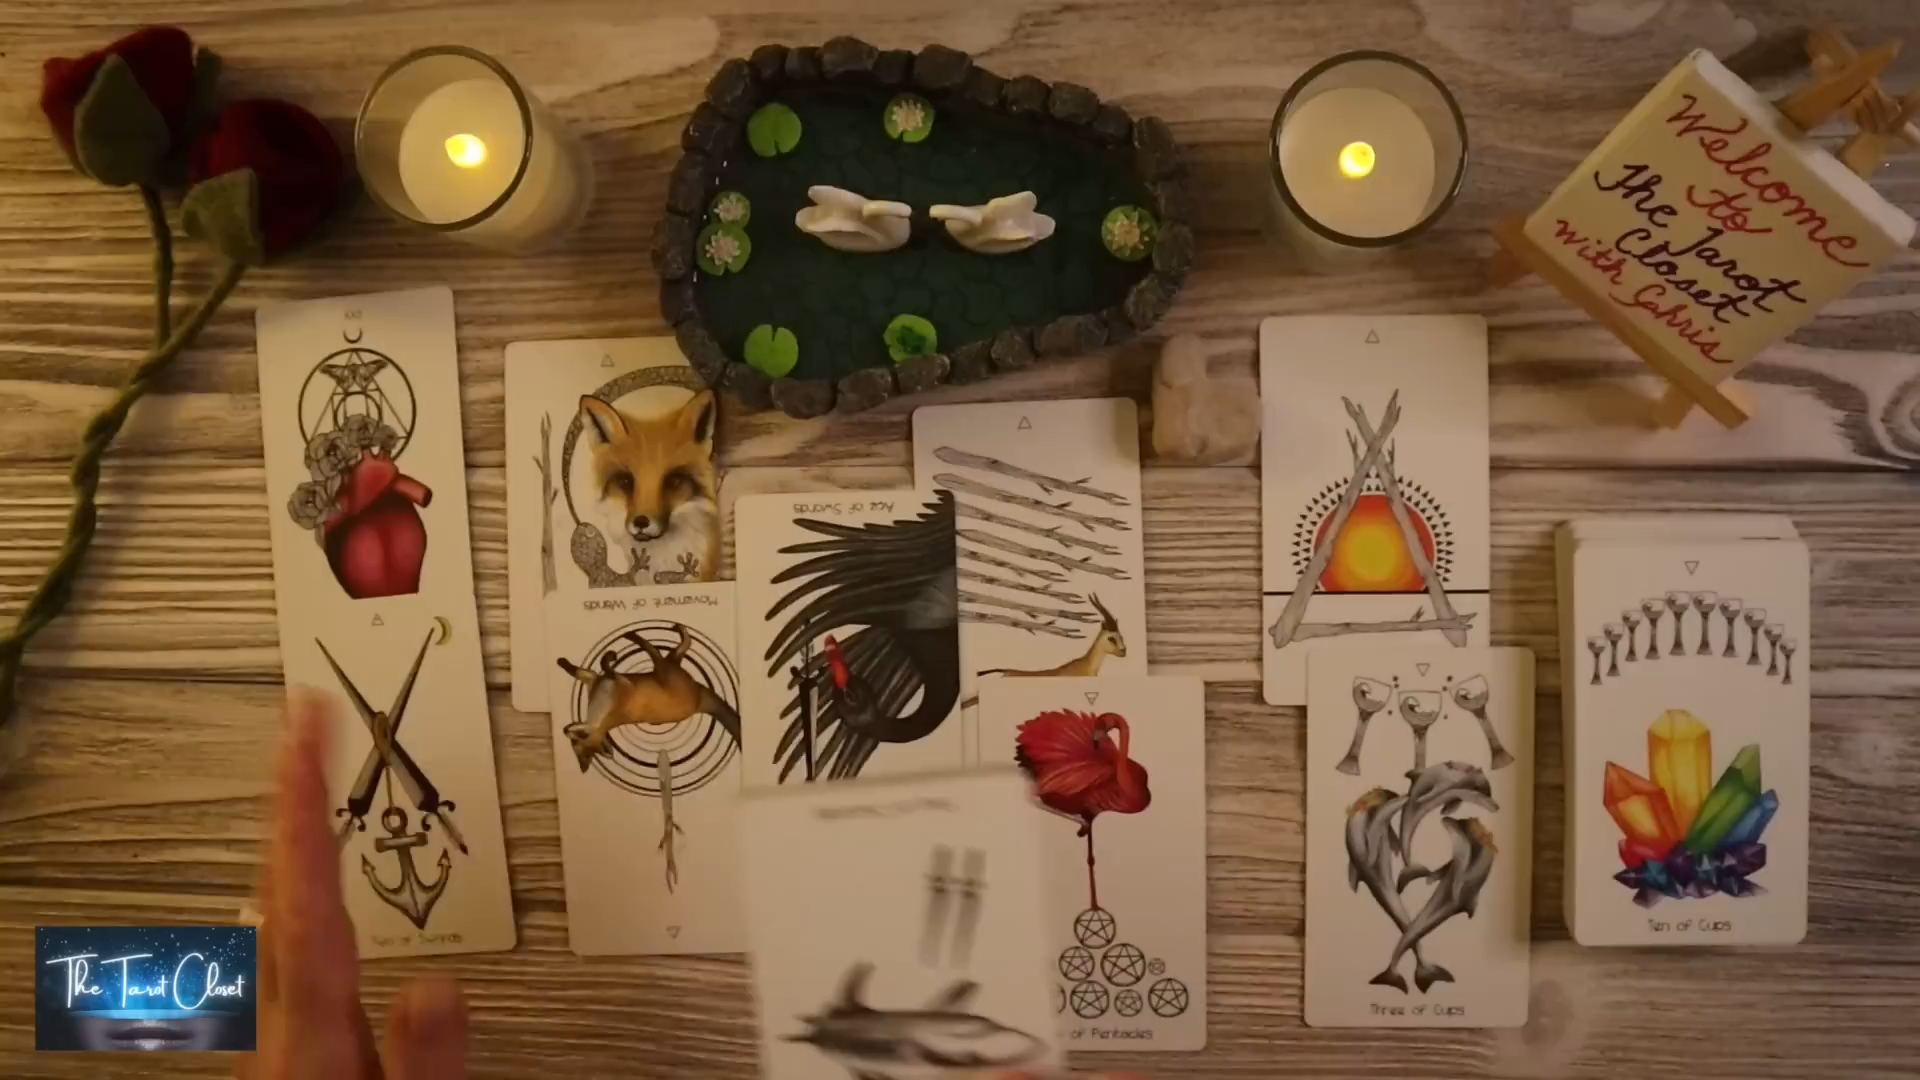 Welcome
to
The Tarot
Closet
with Cahris
Ace of Swords
Movement of Wands
Two of Swords
of Pentacles
Three of Cups
Ten of Cups
The Tarot Closet